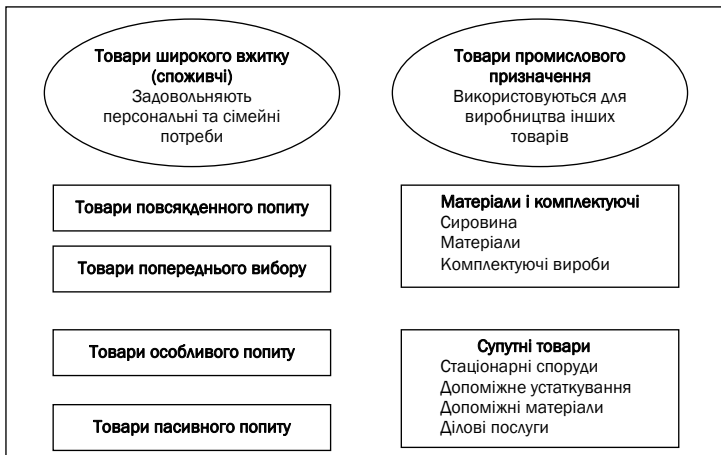 Товари широкого вжитку
(споживчі)
Задовольняють
персональні та сімейні
потреби
Товари повсякденного попиту
Товари попереднього вибору
Товари особливого попиту
Товари пасивного попиту
Товари промислового
призначення
Використовуються для
виробництва інших
товарів
Матеріали і комплектуючі
Сировина
Матеріали
Комплектуючі вироби
Супутні товари
Стаціонарні споруди
Допоміжне устаткування
Допоміжні матеріали
Ділові послуги